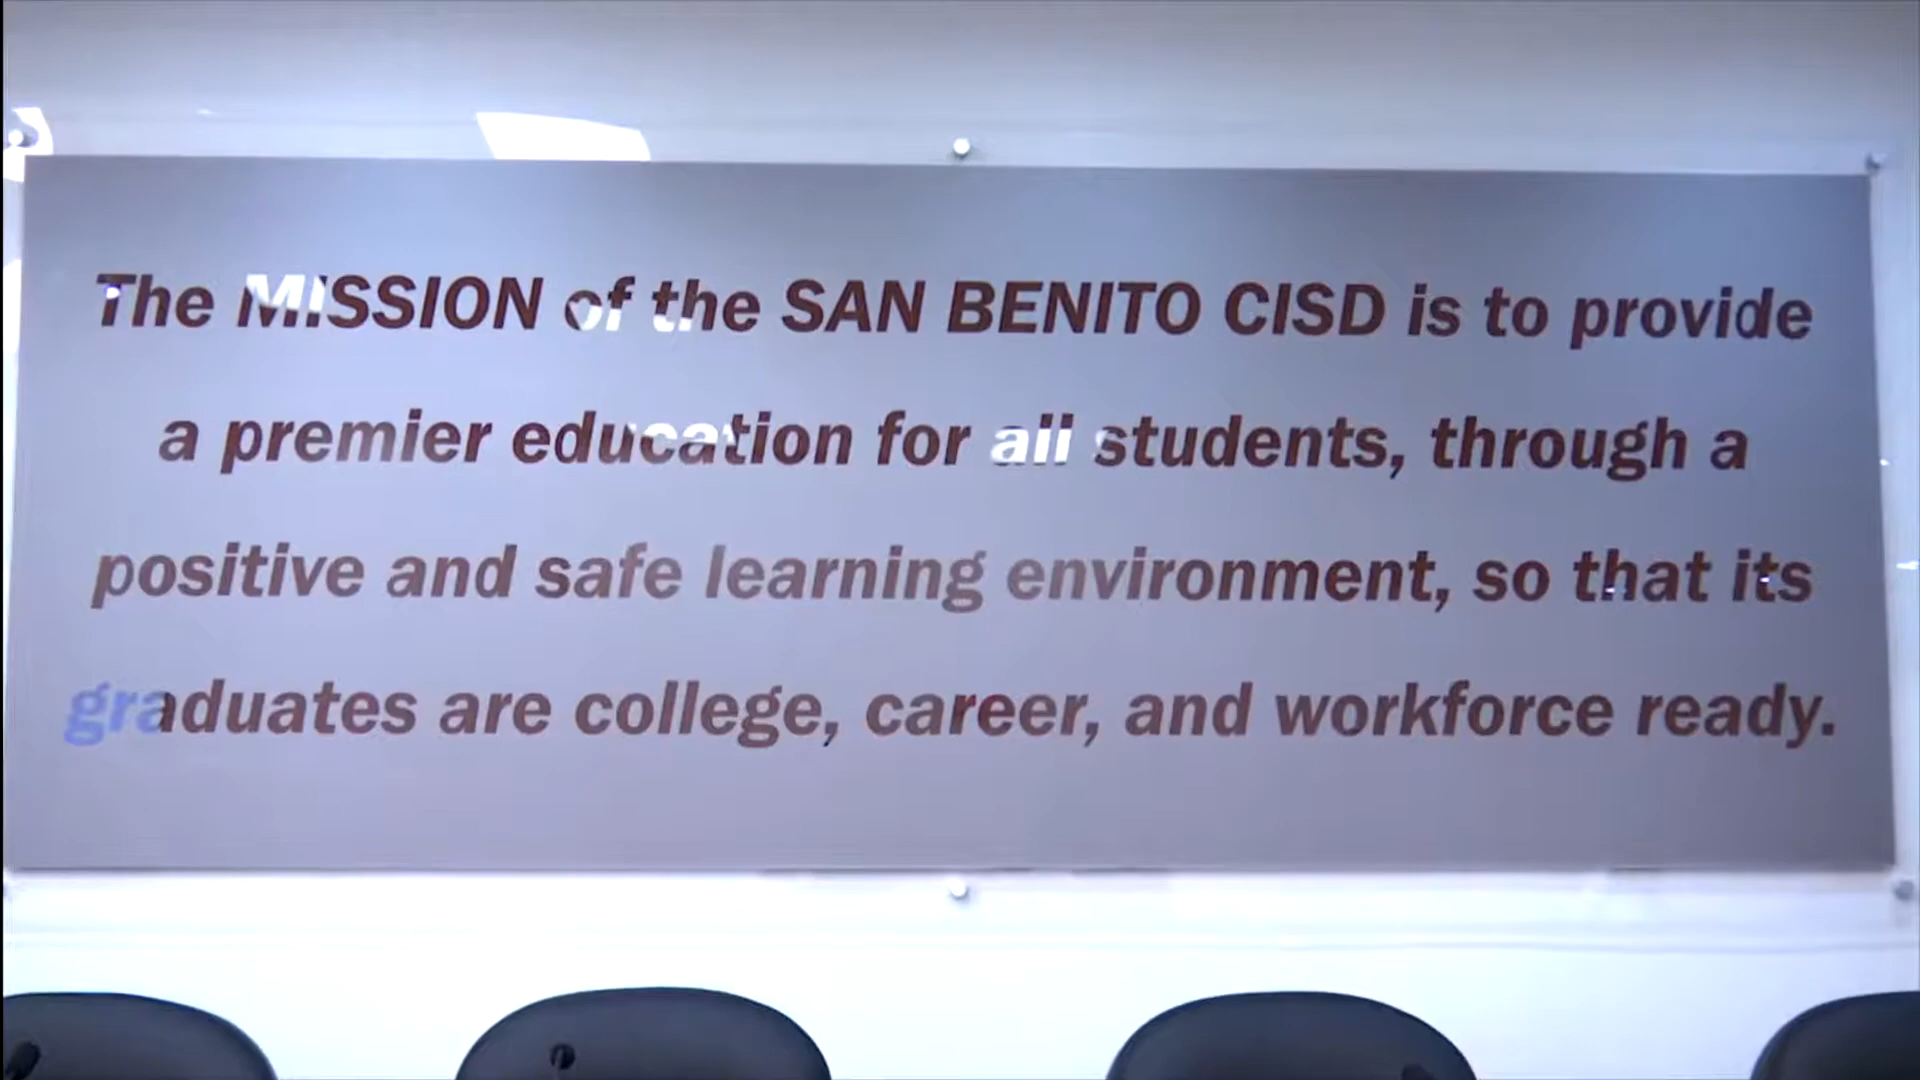 The MISSION of the SAN BENITO CISD is to provide
a premier education for all students, through a
positive and safe learning environment, so that its
graduates are college, career, and workforce ready.